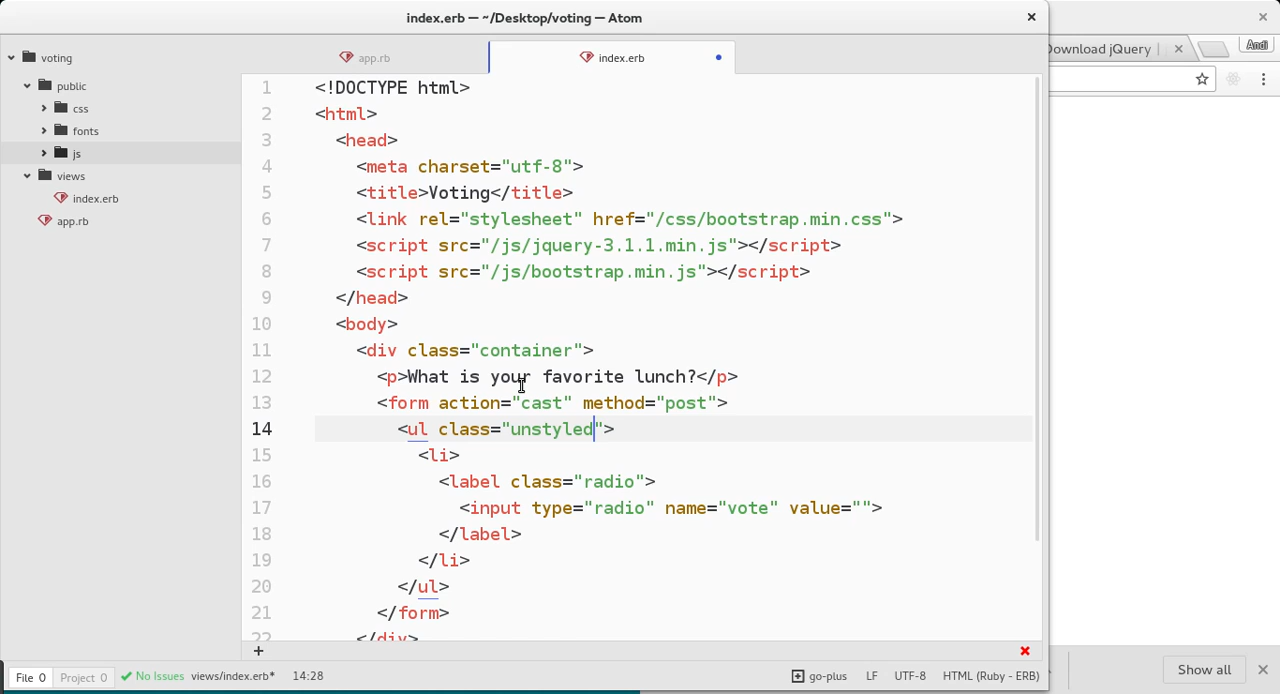 index.erb — ~/Desktop/voting — Atom
voting
public
css
fonts
js
views
index.erb
app.rb
app.rb
index.erb
Download jQuery
Andi
1 <!DOCTYPE html>
2 <html>
3 <head>
4 <meta charset="utf-8">
5 <title>Voting</title>
6 <link rel="stylesheet" href="/css/bootstrap.min.css">
7 <script src="/js/jquery-3.1.1.min.js"></script>
8 <script src="/js/bootstrap.min.js"></script>
9 </head>
10 <body>
11 <div class="container">
12 <p>What is your favorite lunch?</p>
13 <form action="cast" method="post">
14 <ul class="unstyled">
15 <li>
16 <label class="radio">
17 <input type="radio" name="vote" value="">
18 </label>
19 </li>
20 </ul>
21 </form>
22 </div>
+
File 0 Project 0 No Issues views/index.erb* 14:28 go-plus LF UTF-8 HTML (Ruby - ERB)
Show all